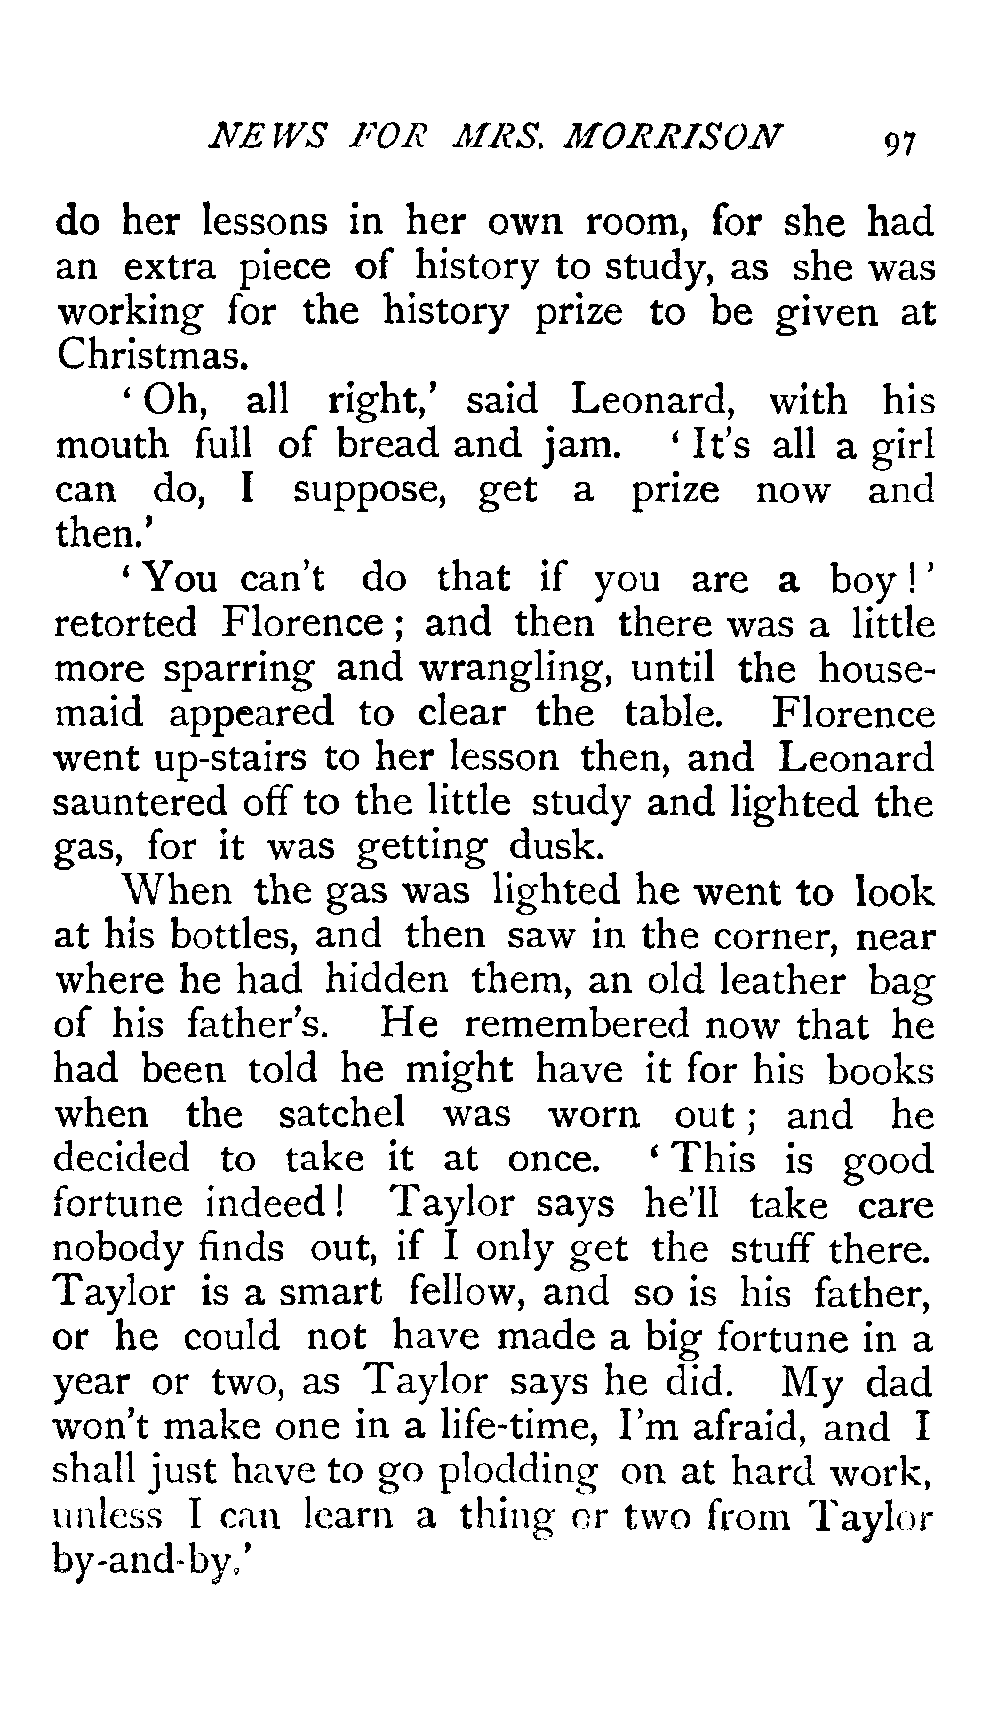 NEWS FOR MRS. MORRISON 97
do her lessons in her own room, for she had
an extra piece of history to study, as she was
working for the history prize to be given at
Christmas.
‘ Oh, all right,’ said Leonard, with his
mouth full of bread and jam. ‘ It’s all a girl
can do, I suppose, get a prize now and
then.’
‘ You can’t do that if you are a boy ! ’
retorted Florence ; and then there was a little
more sparring and wrangling, until the house-
maid appeared to clear the table. Florence
went up-stairs to her lesson then, and Leonard
sauntered off to the little study and lighted the
gas, for it was getting dusk.
When the gas was lighted he went to look
at his bottles, and then saw in the corner, near
where he had hidden them, an old leather bag
of his father’s. He remembered now that he
had been told he might have it for his books
when the satchel was worn out ; and he
decided to take it at once. ‘ This is good
fortune indeed ! Taylor says he’ll take care
nobody finds out, if I only get the stuff there.
Taylor is a smart fellow, and so is his father,
or he could not have made a big fortune in a
year or two, as Taylor says he did. My dad
won’t make one in a life-time, I’m afraid, and I
shall just have to go plodding on at hard work,
unless I can learn a thing or two from Taylor
by-and-by.’